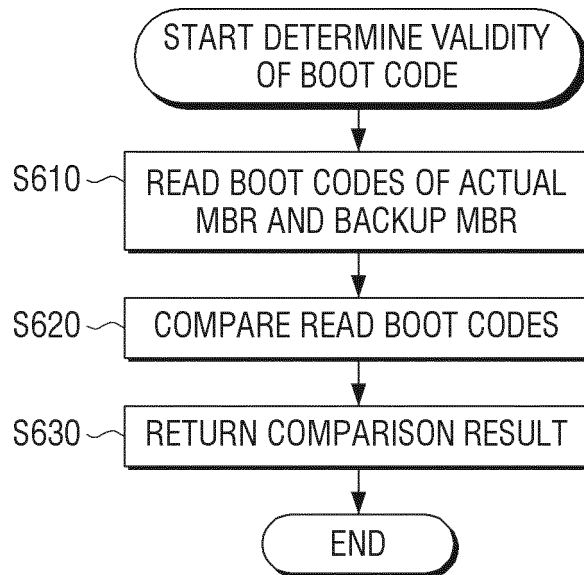 START DETERMINE VALIDITY
OF BOOT CODE
S610
READ BOOT CODES OF ACTUAL
MBR AND BACKUP MBR
S620
COMPARE READ BOOT CODES
S630
RETURN COMPARISON RESULT
END